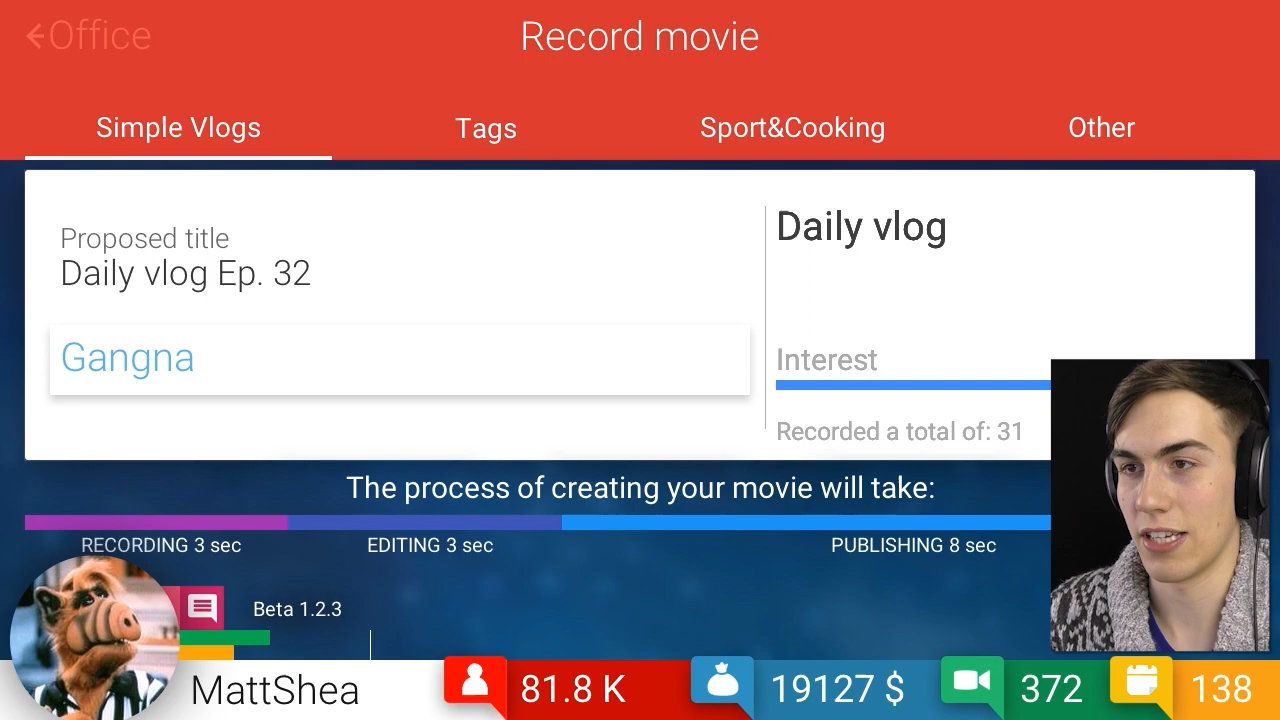 Office
Record movie
Simple Vlogs
Tags
Sport&Cooking
Other
Proposed title
Daily vlog Ep. 32
Gangna
Daily vlog
Interest
Recorded a total of: 31
The process of creating your movie will take:
RECORDING 3 sec
EDITING 3 sec
PUBLISHING 8 sec
Beta 1.2.3
MattShea
81.8 K
19127 $
372
138